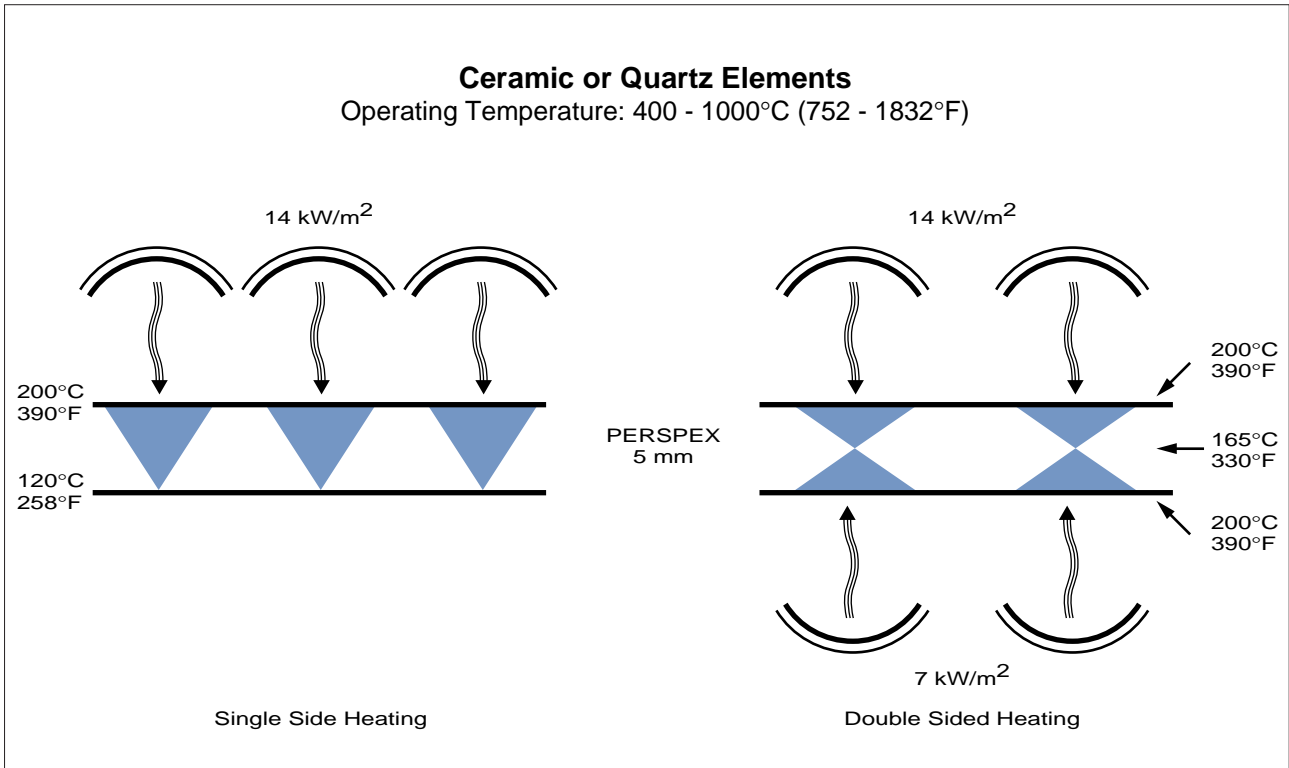 Ceramic or Quartz Elements
Operating Temperature: 400 - 1000°C (752 - 1832°F)
14 kW/m²
200°C
390°F
120°C
258°F
Single Side Heating
PERSPEX
5 mm
14 kW/m²
200°C
390°F
165°C
330°F
200°C
390°F
7 kW/m²
Double Sided Heating